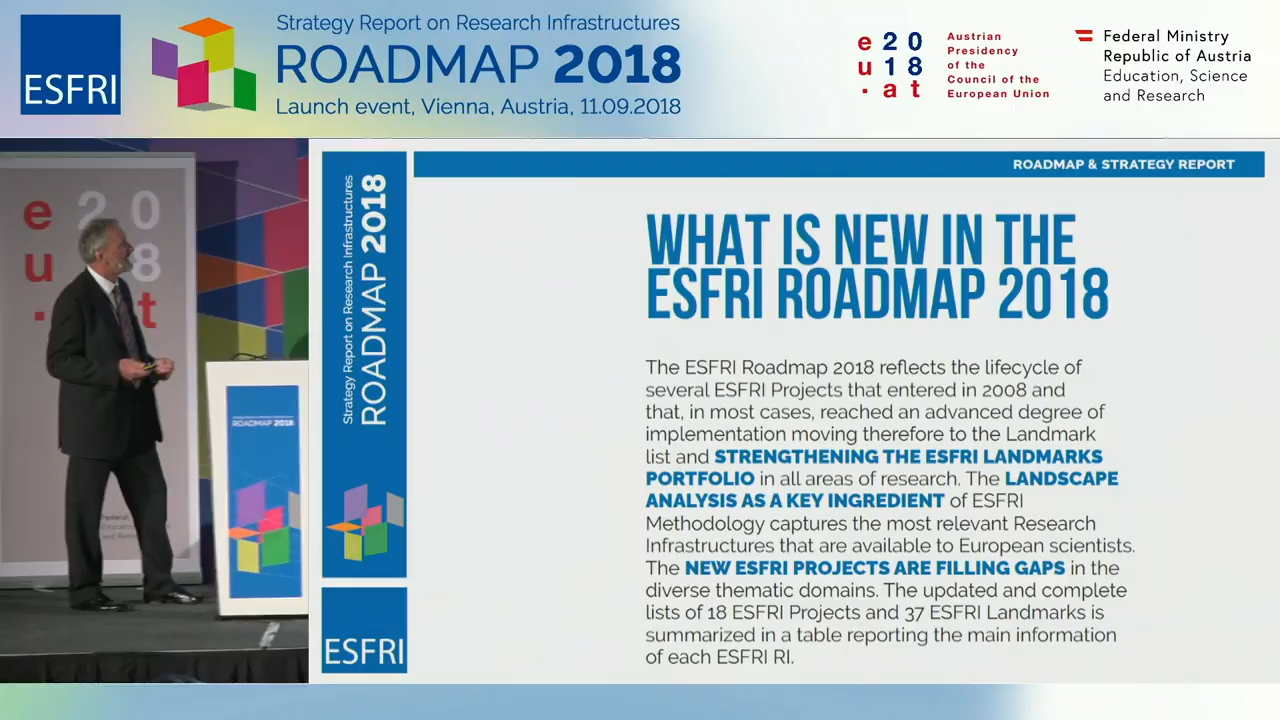 ESFRI
Strategy Report on Research Infrastructures
ROADMAP 2018
Launch event, Vienna, Austria, 11.09.2018
e 2 0
u 1 8
. a t
Austrian
Presidency
of the
Council of the
European Union
Federal Ministry
Republic of Austria
Education, Science
and Research
e 2 0
u 8
. t
ROADMAP 2018
Strategy Report on Research Infrastructures
ROADMAP 2018
ESFRI
ROADMAP & STRATEGY REPORT
WHAT IS NEW IN THE
ESFRI ROADMAP 2018
The ESFRI Roadmap 2018 reflects the lifecycle of
several ESFRI Projects that entered in 2008 and
that, in most cases, reached an advanced degree of
implementation moving therefore to the Landmark
list and STRENGTHENING THE ESFRI LANDMARKS
PORTFOLIO in all areas of research. The LANDSCAPE
ANALYSIS AS A KEY INGREDIENT of ESFRI
Methodology captures the most relevant Research
Infrastructures that are available to European scientists.
The NEW ESFRI PROJECTS ARE FILLING GAPS in the
diverse thematic domains. The updated and complete
lists of 18 ESFRI Projects and 37 ESFRI Landmarks is
summarized in a table reporting the main information
of each ESFRI RI.